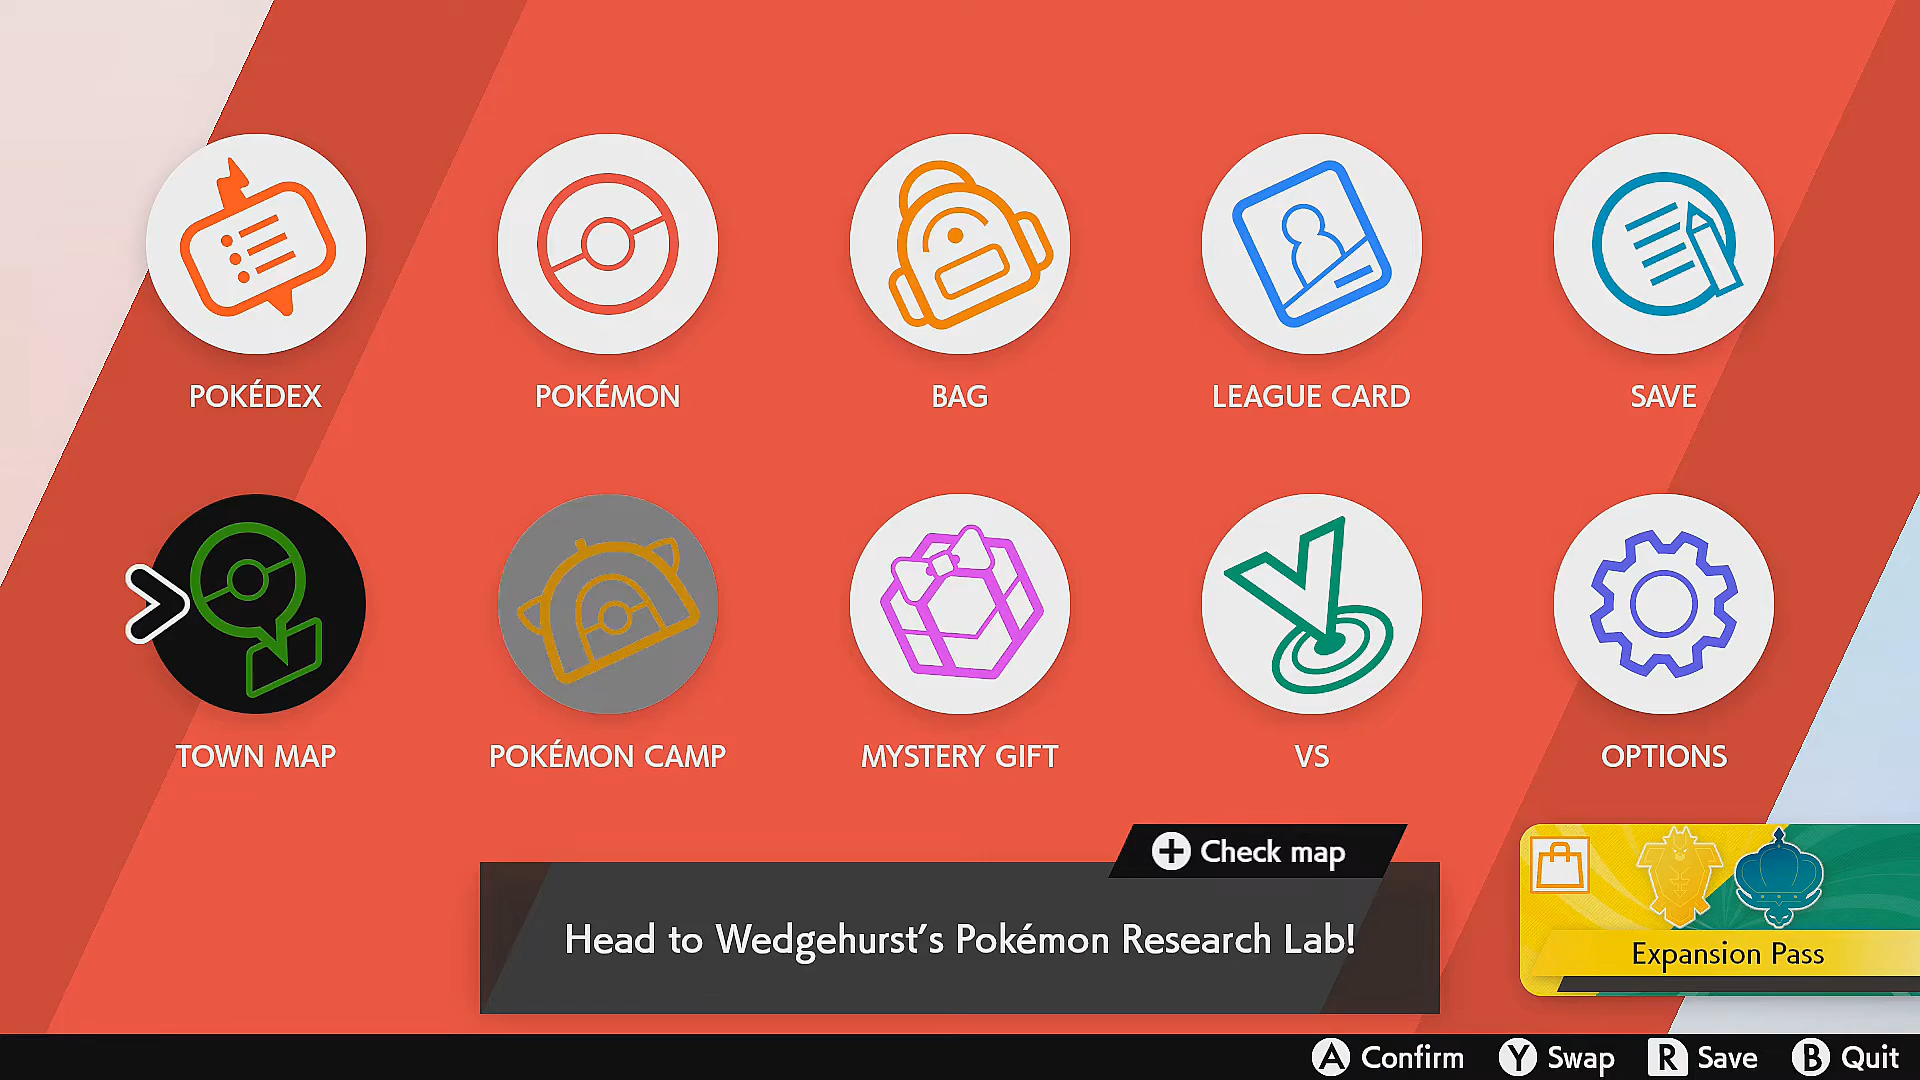 POKÉDEX
POKÉMON
BAG
LEAGUE CARD
SAVE
TOWN MAP
POKÉMON CAMP
MYSTERY GIFT
VS
OPTIONS
Check map
Head to Wedgehurst's Pokémon Research Lab!
Expansion Pass
A Confirm
Y Swap
R Save
B Quit